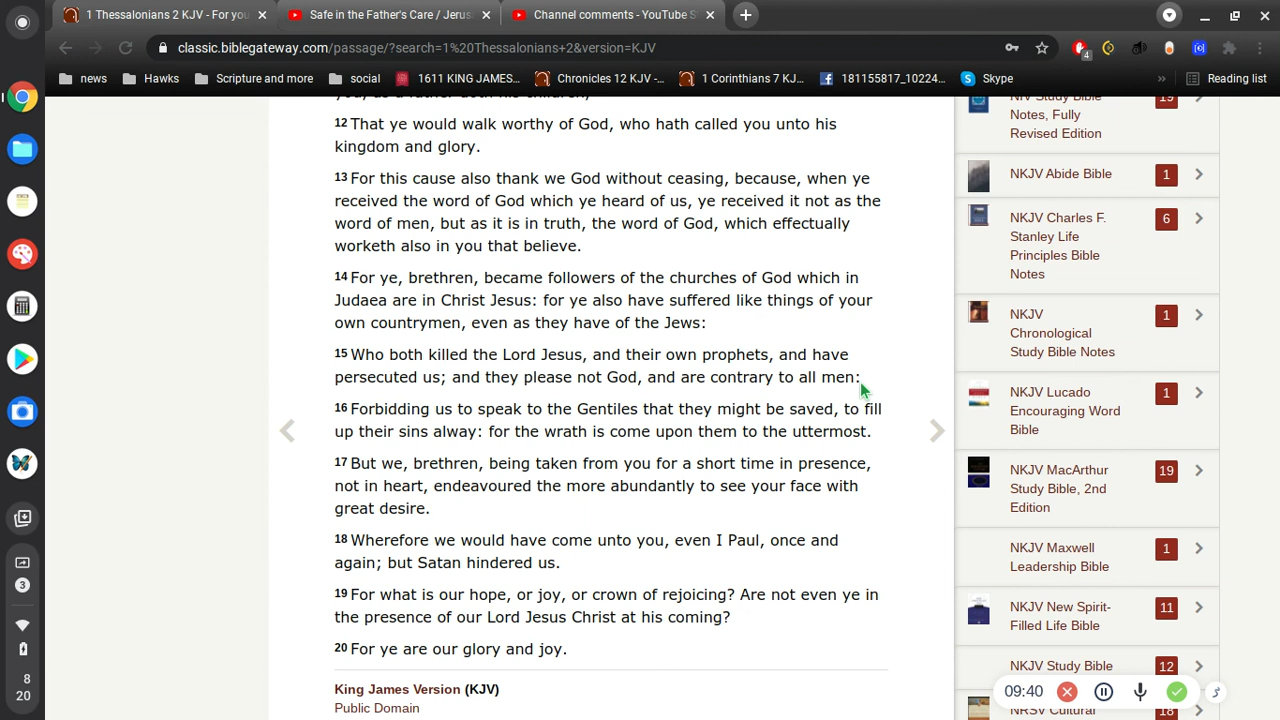 1 Thessalonians 2 KJV - For you
Safe in the Father's Care / Jerus
Channel comments - YouTube S
classic.biblegateway.com/passage/?search=1%20Thessalonians+2&version=KJV
4
news
Hawks
Scripture and more
social
1611 KING JAMES...
Chronicles 12 KJV -...
1 Corinthians 7 KJ...
181155817_10224...
Skype
»
Reading list
you, as a father doth his children,
12 That ye would walk worthy of God, who hath called you unto his
kingdom and glory.
13 For this cause also thank we God without ceasing, because, when ye
received the word of God which ye heard of us, ye received it not as the
word of men, but as it is in truth, the word of God, which effectually
worketh also in you that believe.
14 For ye, brethren, became followers of the churches of God which in
Judaea are in Christ Jesus: for ye also have suffered like things of your
own countrymen, even as they have of the Jews:
15 Who both killed the Lord Jesus, and their own prophets, and have
persecuted us; and they please not God, and are contrary to all men:
16 Forbidding us to speak to the Gentiles that they might be saved, to fill
up their sins alway: for the wrath is come upon them to the uttermost.
17 But we, brethren, being taken from you for a short time in presence,
not in heart, endeavoured the more abundantly to see your face with
great desire.
18 Wherefore we would have come unto you, even I Paul, once and
again; but Satan hindered us.
19 For what is our hope, or joy, or crown of rejoicing? Are not even ye in
the presence of our Lord Jesus Christ at his coming?
20 For ye are our glory and joy.
King James Version (KJV)
Public Domain
NIV Study Bible
Notes, Fully
Revised Edition
19
NKJV Abide Bible
1
NKJV Charles F.
Stanley Life
Principles Bible
Notes
6
NKJV
Chronological
Study Bible Notes
1
NKJV Lucado
Encouraging Word
Bible
1
NKJV MacArthur
Study Bible, 2nd
Edition
19
NKJV Maxwell
Leadership Bible
1
NKJV New Spirit-
Filled Life Bible
11
NKJV Study Bible
12
NRSV Cultural
18
09:40
3
8
20